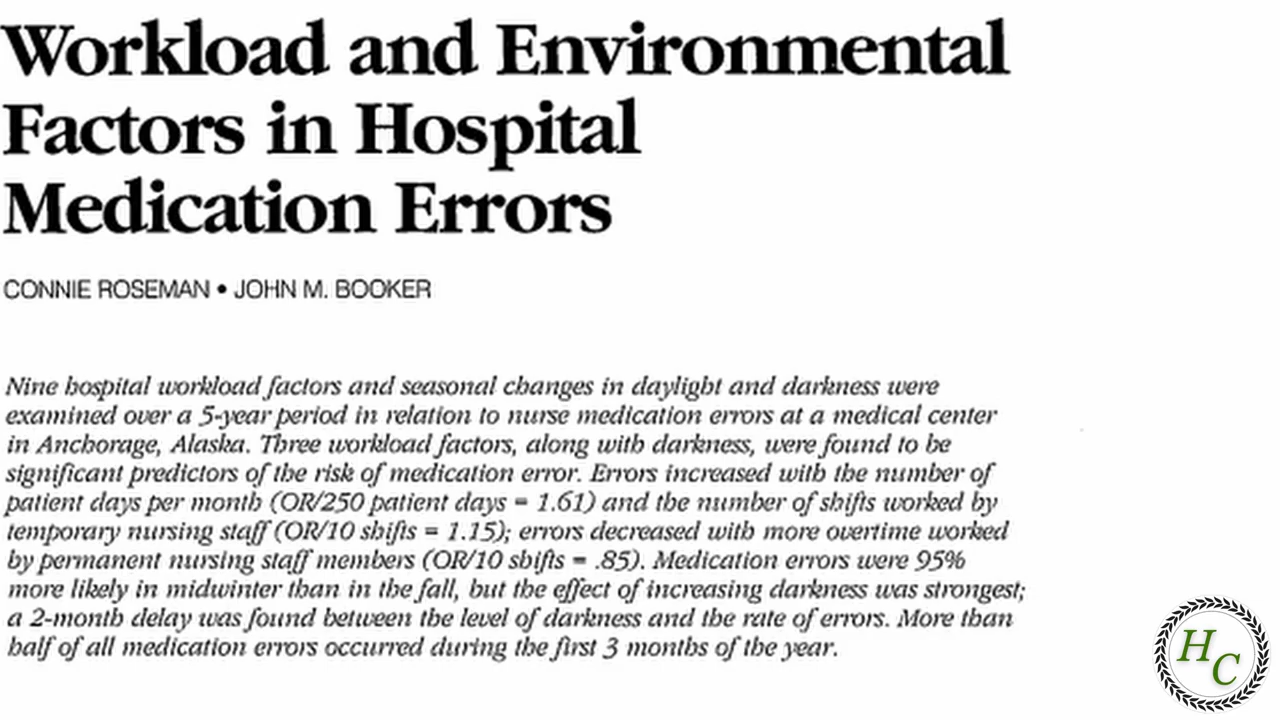 Workload and Environmental
Factors in Hospital
Medication Errors
CONNIE ROSEMAN • JOHN M. BOOKER
Nine hospital workload factors and seasonal changes in daylight and darkness were
examined over a 5-year period in relation to nurse medication errors at a medical center
in Anchorage, Alaska. Three workload factors, along with darkness, were found to be
significant predictors of the risk of medication error. Errors increased with the number of
patient days per month (OR/250 patient days = 1.61) and the number of shifts worked by
temporary nursing staff (OR/10 shifts = 1.15); errors decreased with more overtime worked
by permanent nursing staff members (OR/10 shifts = .85). Medication errors were 95%
more likely in midwinter than in the fall, but the effect of increasing darkness was strongest;
a 2-month delay was found between the level of darkness and the rate of errors. More than
half of all medication errors occurred during the first 3 months of the year.
HC